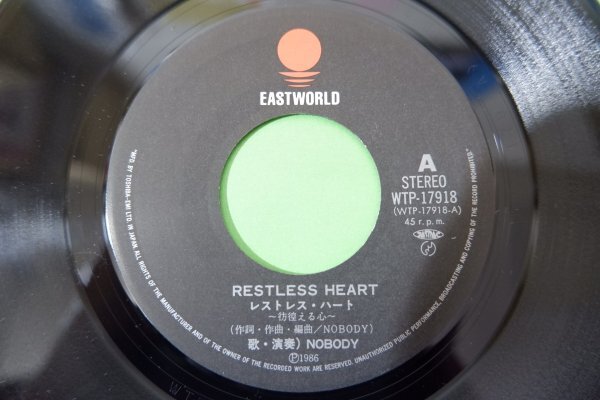 EASTWORLD
A
STEREO
WTP-17918
(WTP-17918-A)
45 r.p.m.
JASRAC
RESTLESS HEART
レストレス・ハート
〜彷徨える心〜
(作詞・作曲・編曲/NOBODY)
歌・演奏) NOBODY
Ⓟ1986
"MFD. BY TOSHIBA-EMI LTD. IN JAPAN. ALL RIGHTS OF THE MANUFACTURER AND OF THE OWNER OF THE RECORDED WORK ARE RESERVED. UNAUTHORISED PUBLIC PERFORMANCE, BROADCASTING AND COPYING OF THE RECORD PROHIBITED."